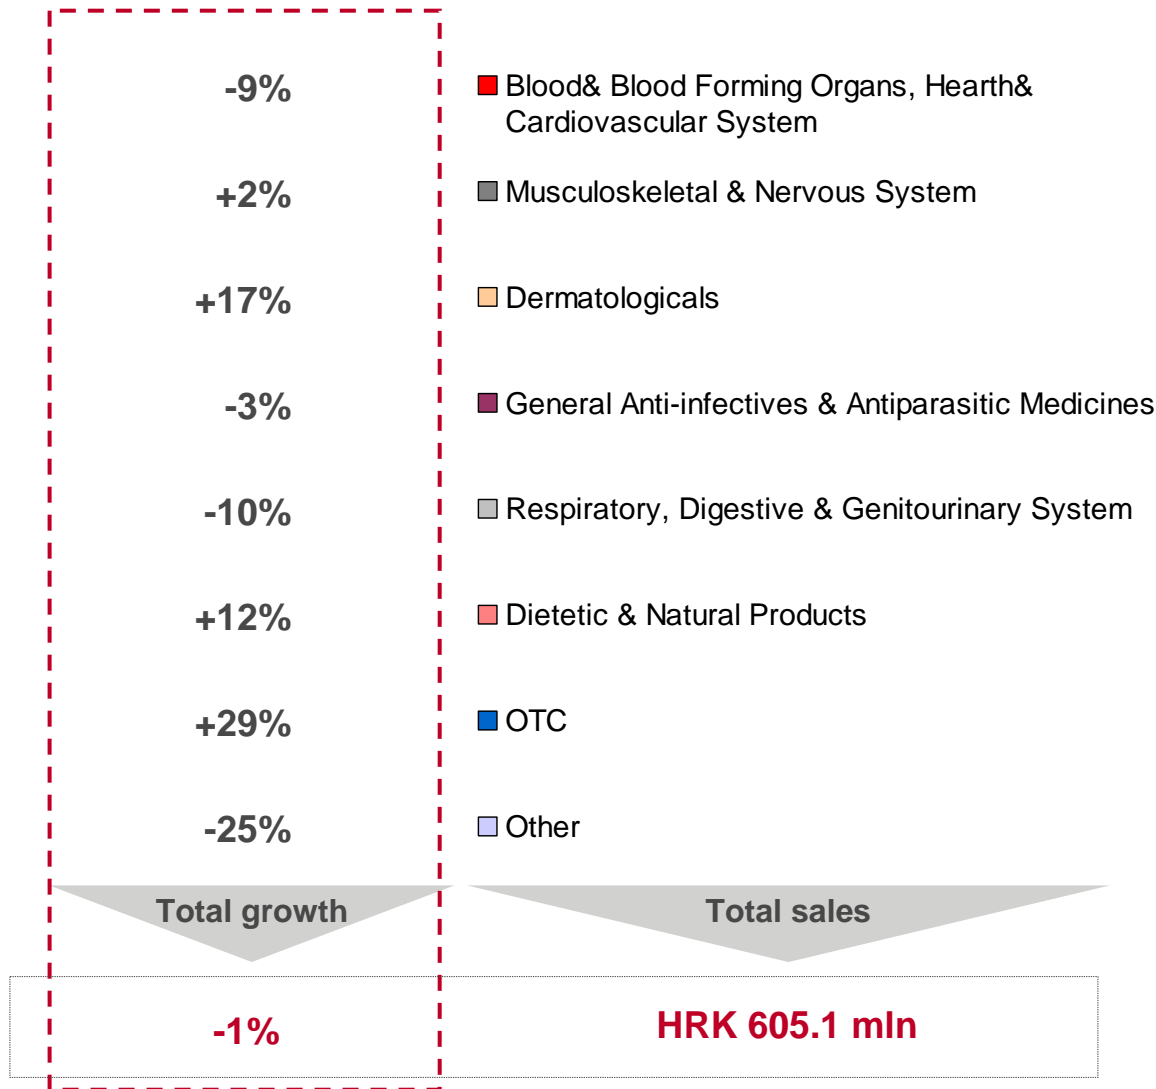 -9%
Blood& Blood Forming Organs, Hearth&
Cardiovascular System
+2%
Musculoskeletal & Nervous System
+17%
Dermatologicals
-3%
General Anti-infectives & Antiparasitic Medicines
-10%
Respiratory, Digestive & Genitourinary System
+12%
Dietetic & Natural Products
+29%
OTC
-25%
Other
Total growth
Total sales
-1%
HRK 605.1 mln